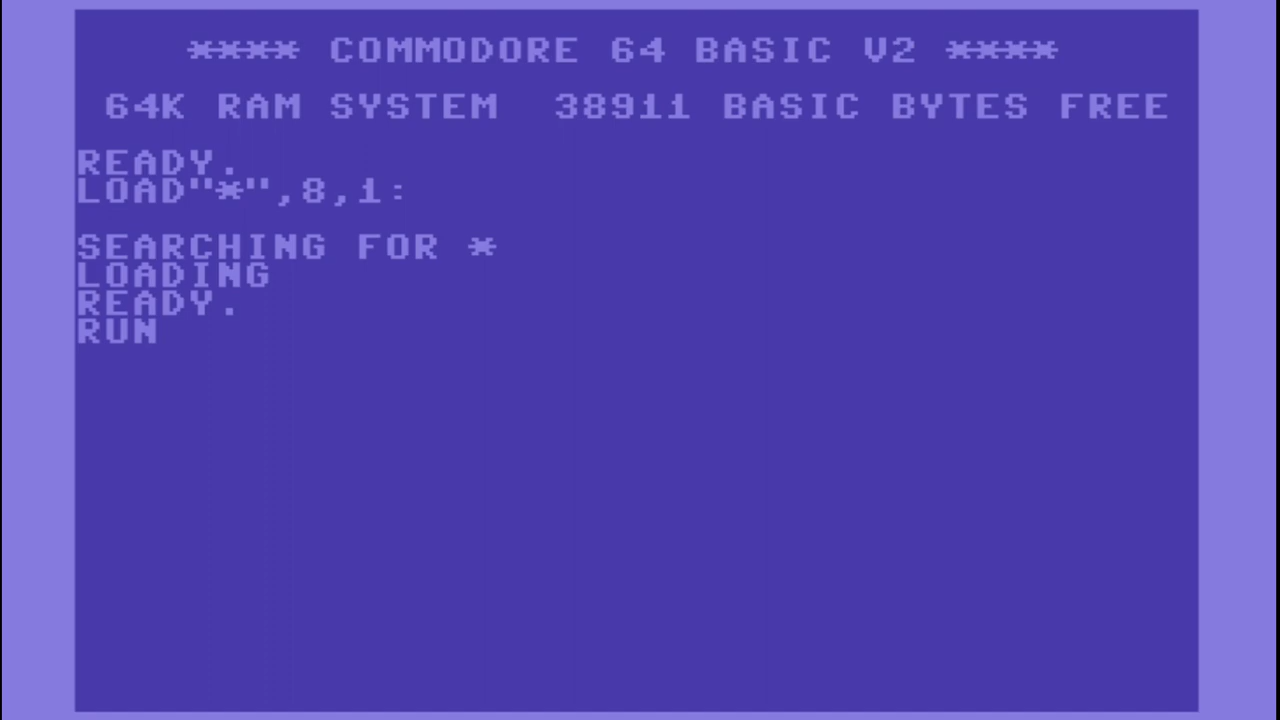 **** COMMODORE 64 BASIC V2 ****
64K RAM SYSTEM  38911 BASIC BYTES FREE
READY.
LOAD"*",8,1:
SEARCHING FOR *
LOADING
READY.
RUN